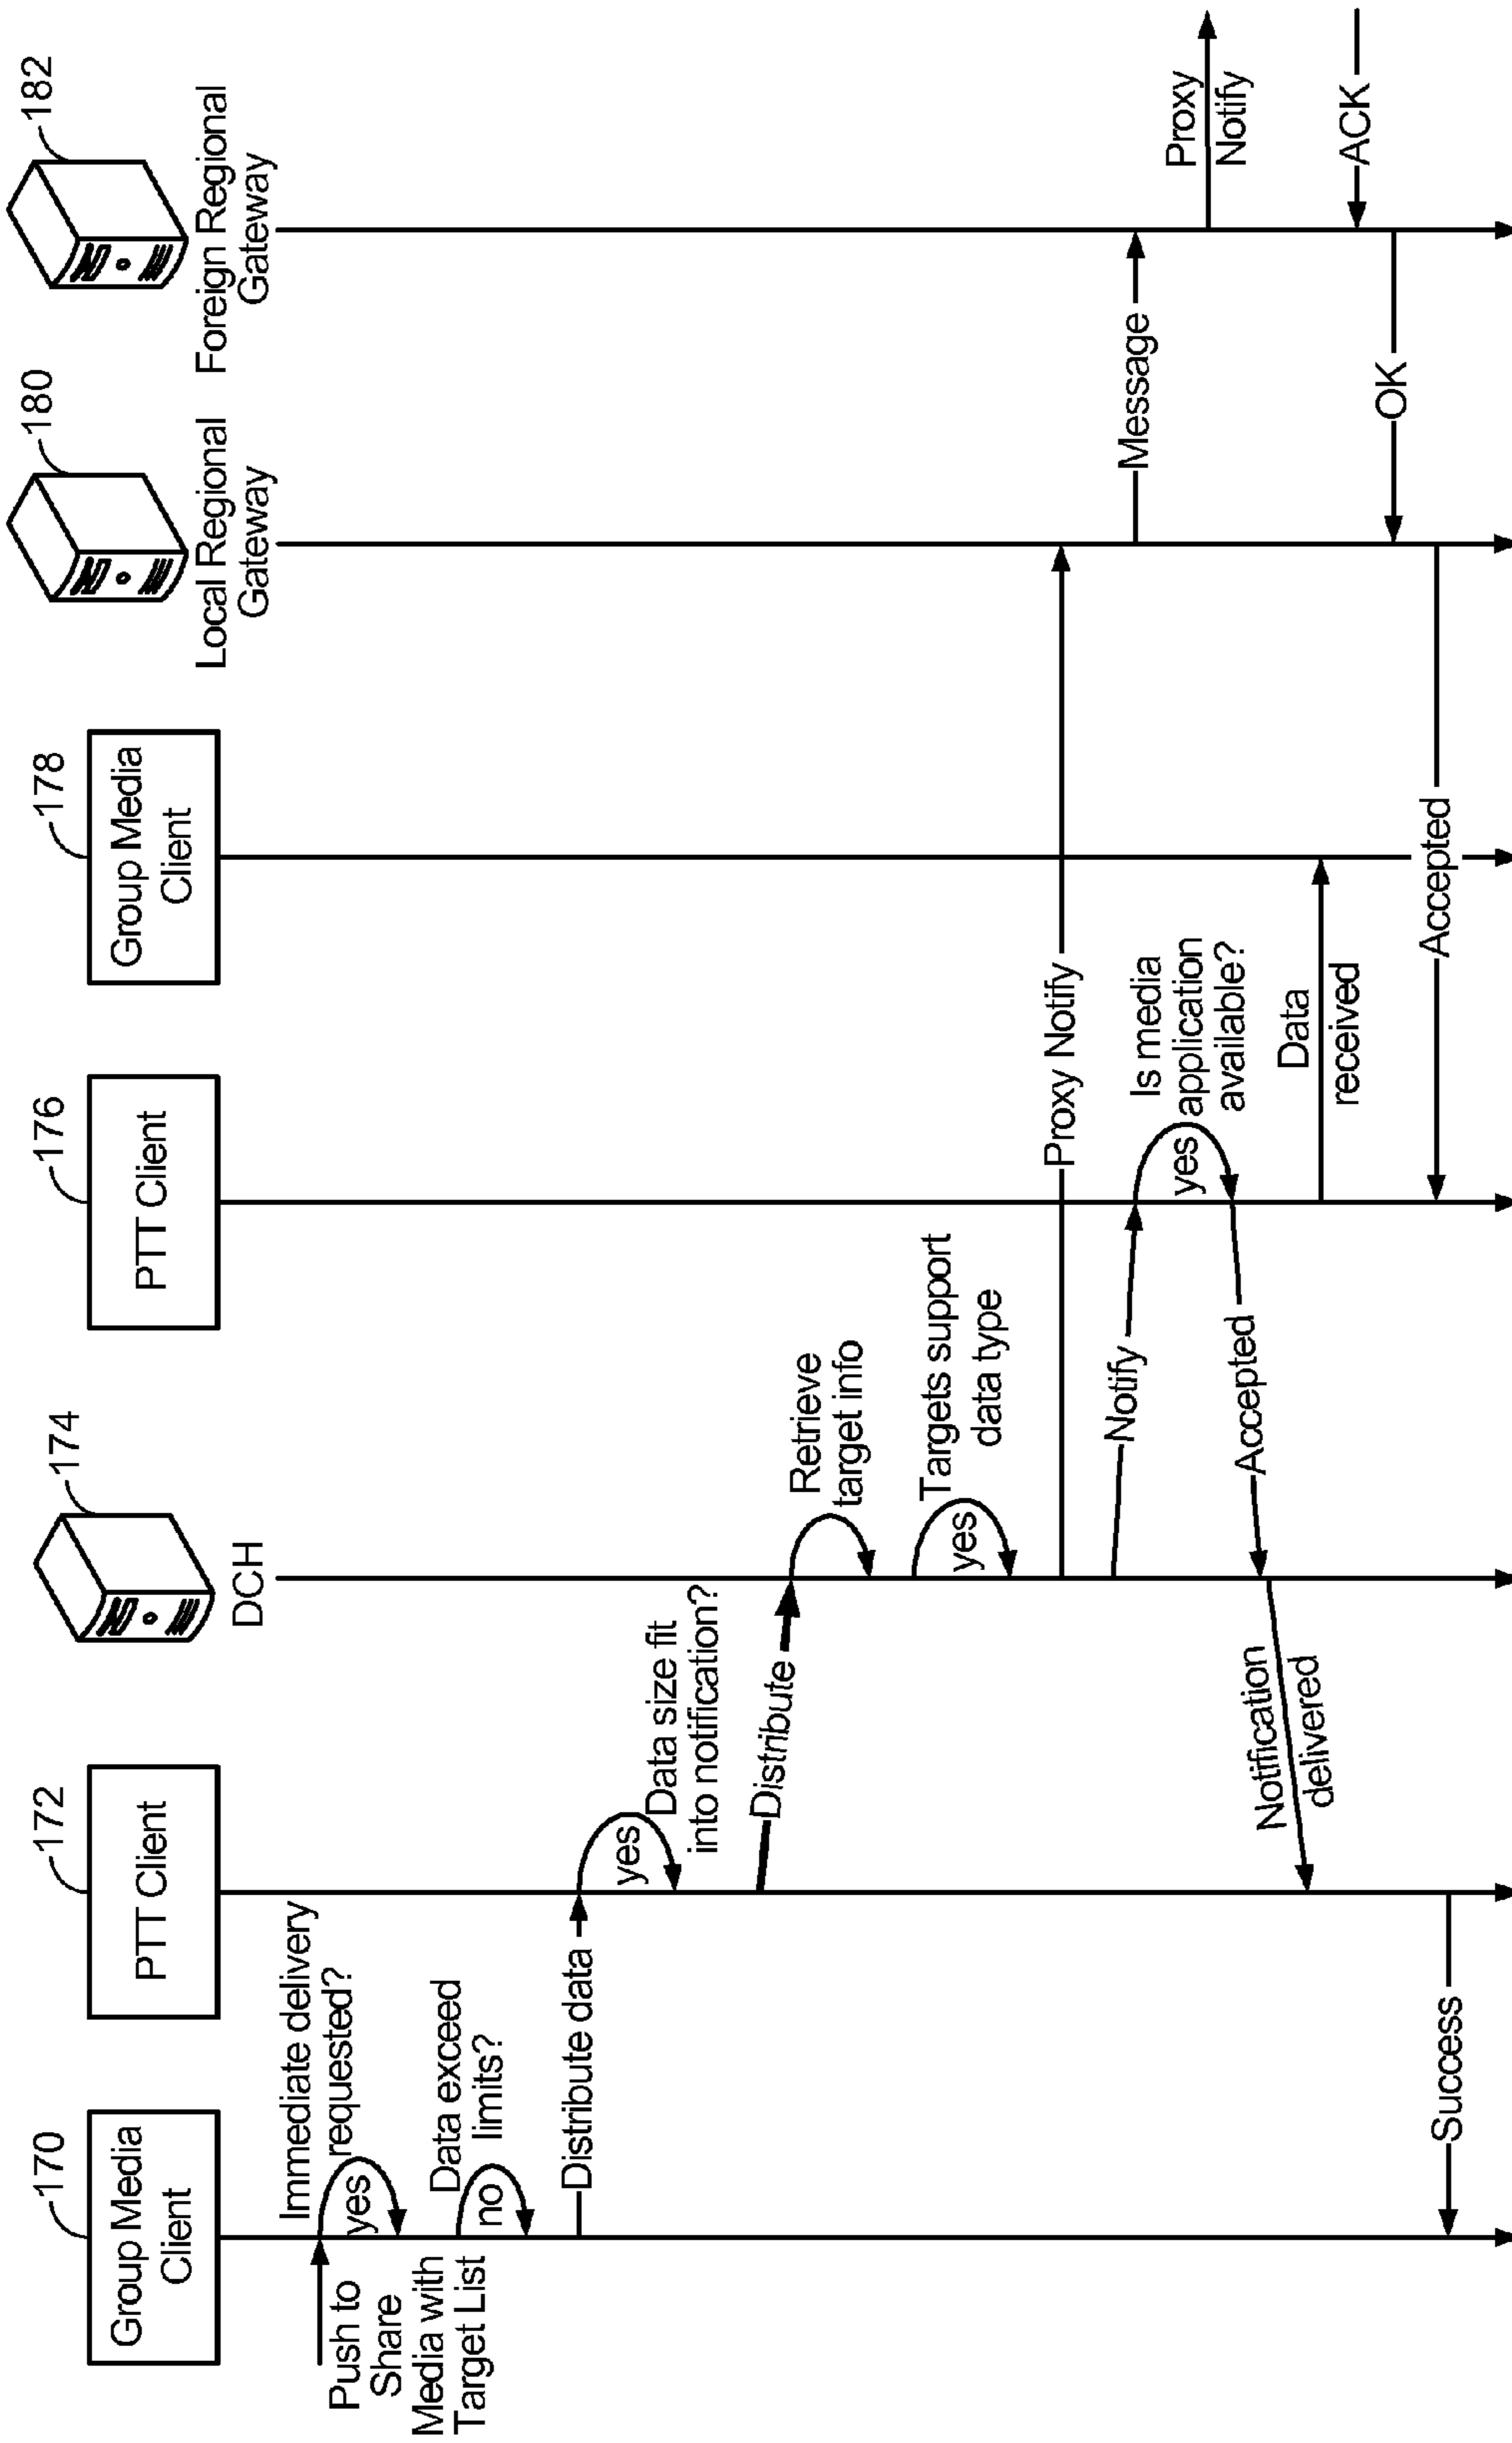 170
Group Media
Client
172
PTT Client
174
DCH
176
PTT Client
178
Group Media
Client
180
Local Regional
Gateway
182
Foreign Regional
Gateway
Push to
Share
Media with
Target List
Immediate delivery
requested?
yes
Data exceed
limits?
no
Distribute data
yes
Data size fit
into notification?
Distribute
Retrieve
target info
Targets support
data type
yes
Proxy Notify
Notify
Is media
application
available?
yes
Message
Proxy
Notify
Accepted
Notification
delivered
Data
received
ACK
OK
Accepted
Success